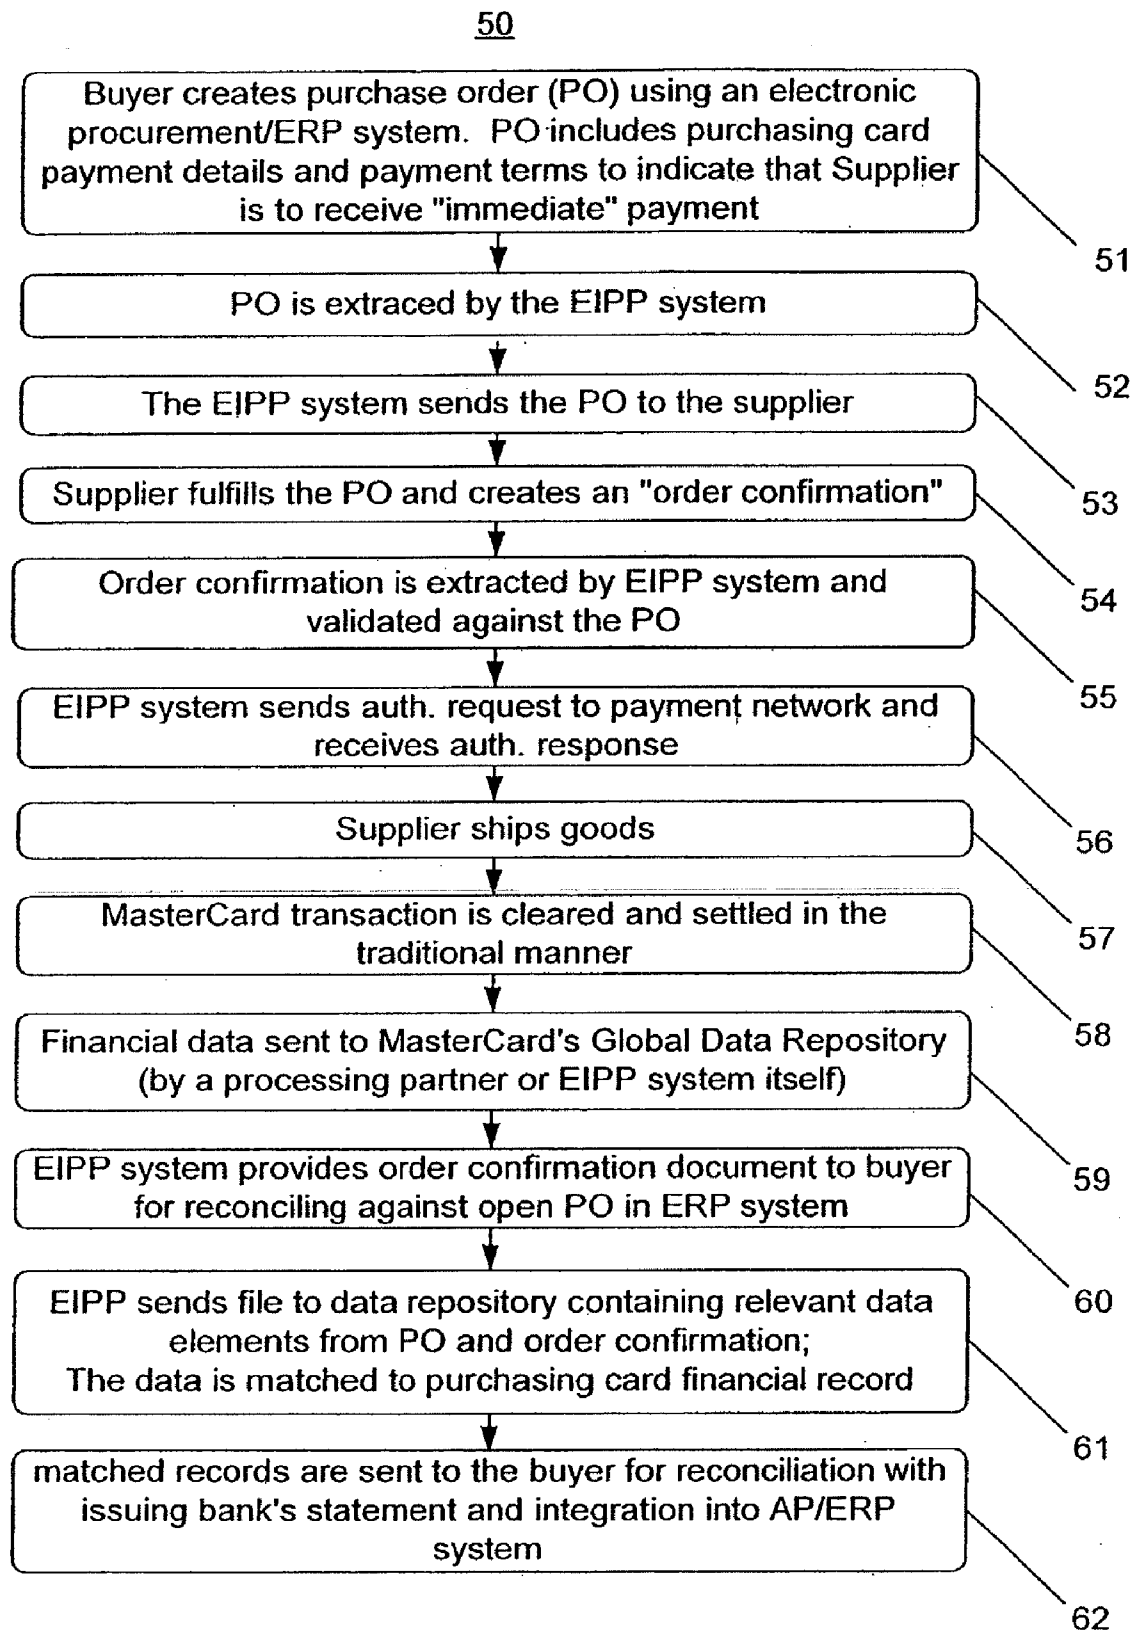 50
Buyer creates purchase order (PO) using an electronic
procurement/ERP system. PO includes purchasing card
payment details and payment terms to indicate that Supplier
is to receive "immediate" payment
51
PO is extraced by the EIPP system
52
The EIPP system sends the PO to the supplier
53
Supplier fulfills the PO and creates an "order confirmation"
54
Order confirmation is extracted by EIPP system and
validated against the PO
55
EIPP system sends auth. request to payment network and
receives auth. response
56
Supplier ships goods
57
MasterCard transaction is cleared and settled in the
traditional manner
58
Financial data sent to MasterCard's Global Data Repository
(by a processing partner or EIPP system itself)
59
EIPP system provides order confirmation document to buyer
for reconciling against open PO in ERP system
60
EIPP sends file to data repository containing relevant data
elements from PO and order confirmation;
The data is matched to purchasing card financial record
61
matched records are sent to the buyer for reconciliation with
issuing bank's statement and integration into AP/ERP
system
62